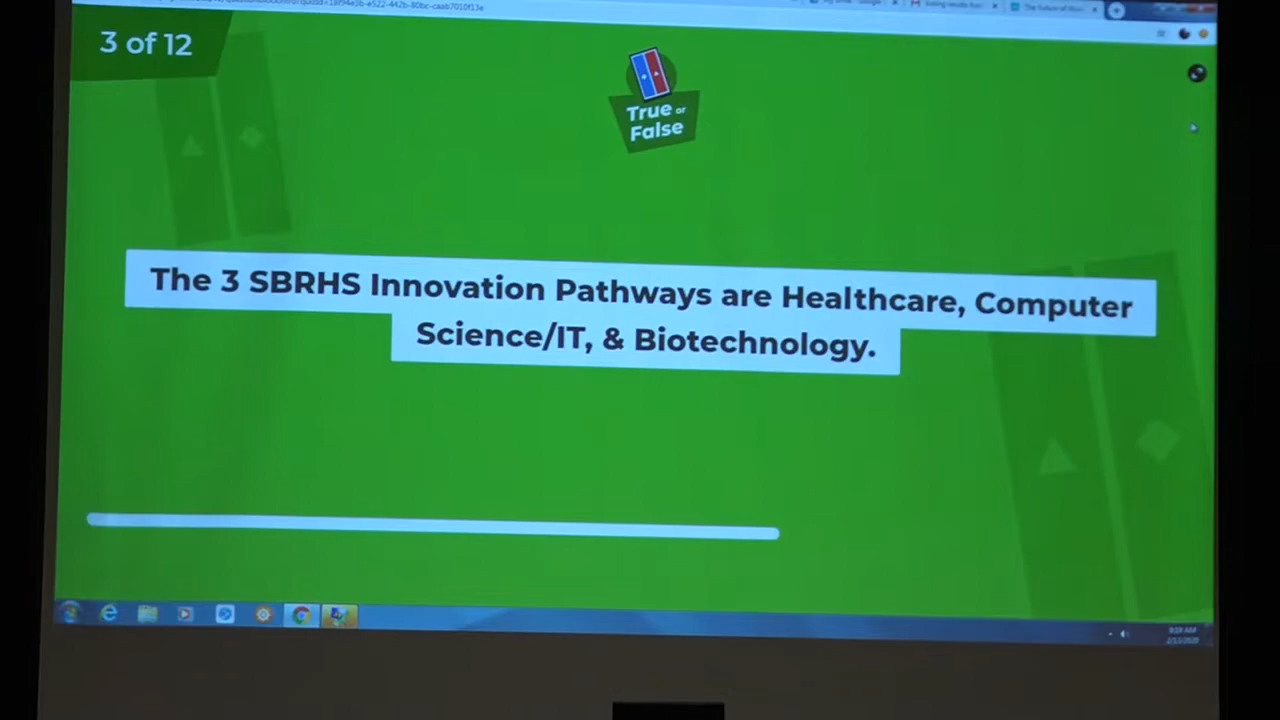 3 of 12
True or
False
The 3 SBRHS Innovation Pathways are Healthcare, Computer
Science/IT, & Biotechnology.